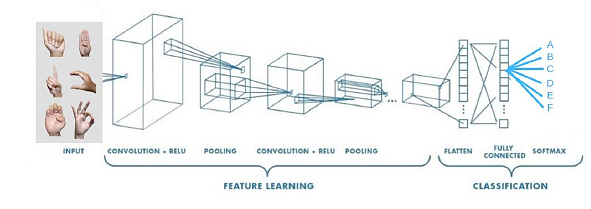 A
B
C
D
E
F
INPUT
CONVOLUTION + RELU
POOLING
CONVOLUTION + RELU
POOLING
FLATTEN
FULLY
CONNECTED
SOFTMAX
FEATURE LEARNING
CLASSIFICATION